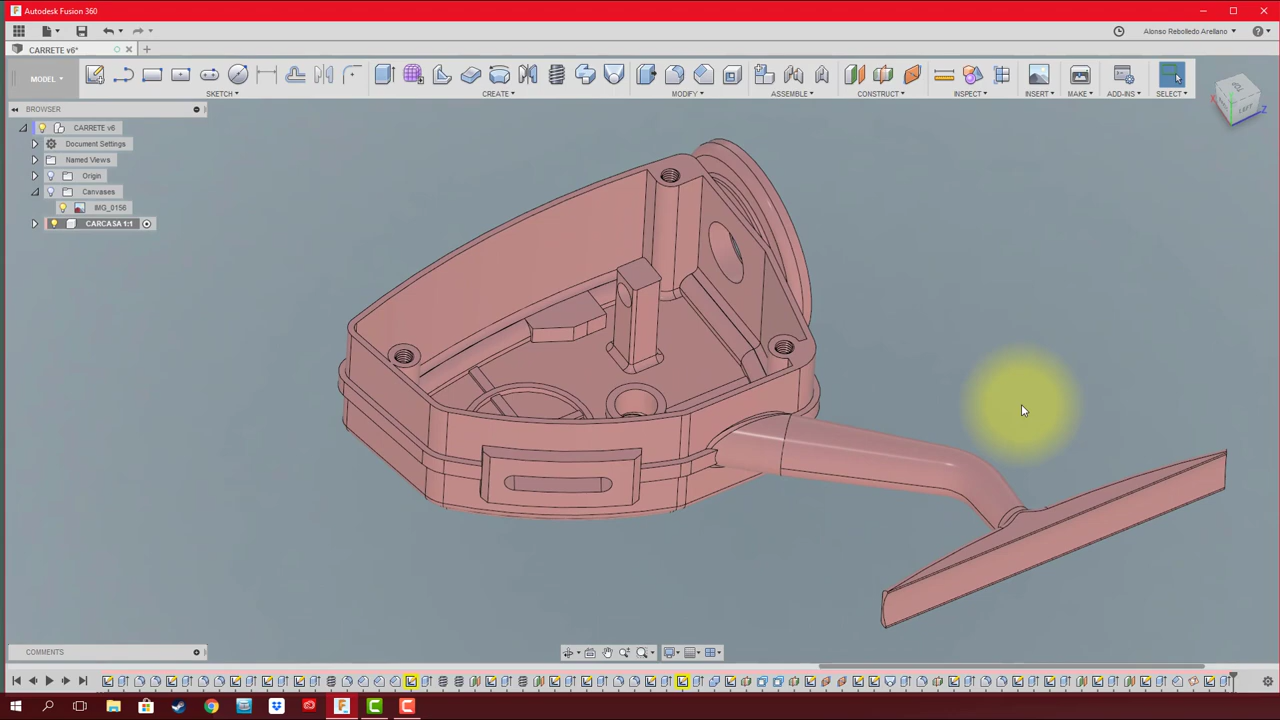 Autodesk Fusion 360
Alonso Rebolledo Arellano
CARRETE v6*
MODEL
SKETCH
CREATE
MODIFY
ASSEMBLE
CONSTRUCT
INSPECT
INSERT
MAKE
ADD-INS
SELECT
BROWSER
CARRETE v6
Document Settings
Named Views
Origin
Canvases
IMG_0156
CARCASA 1:1
LEFT
X
Z
COMMENTS